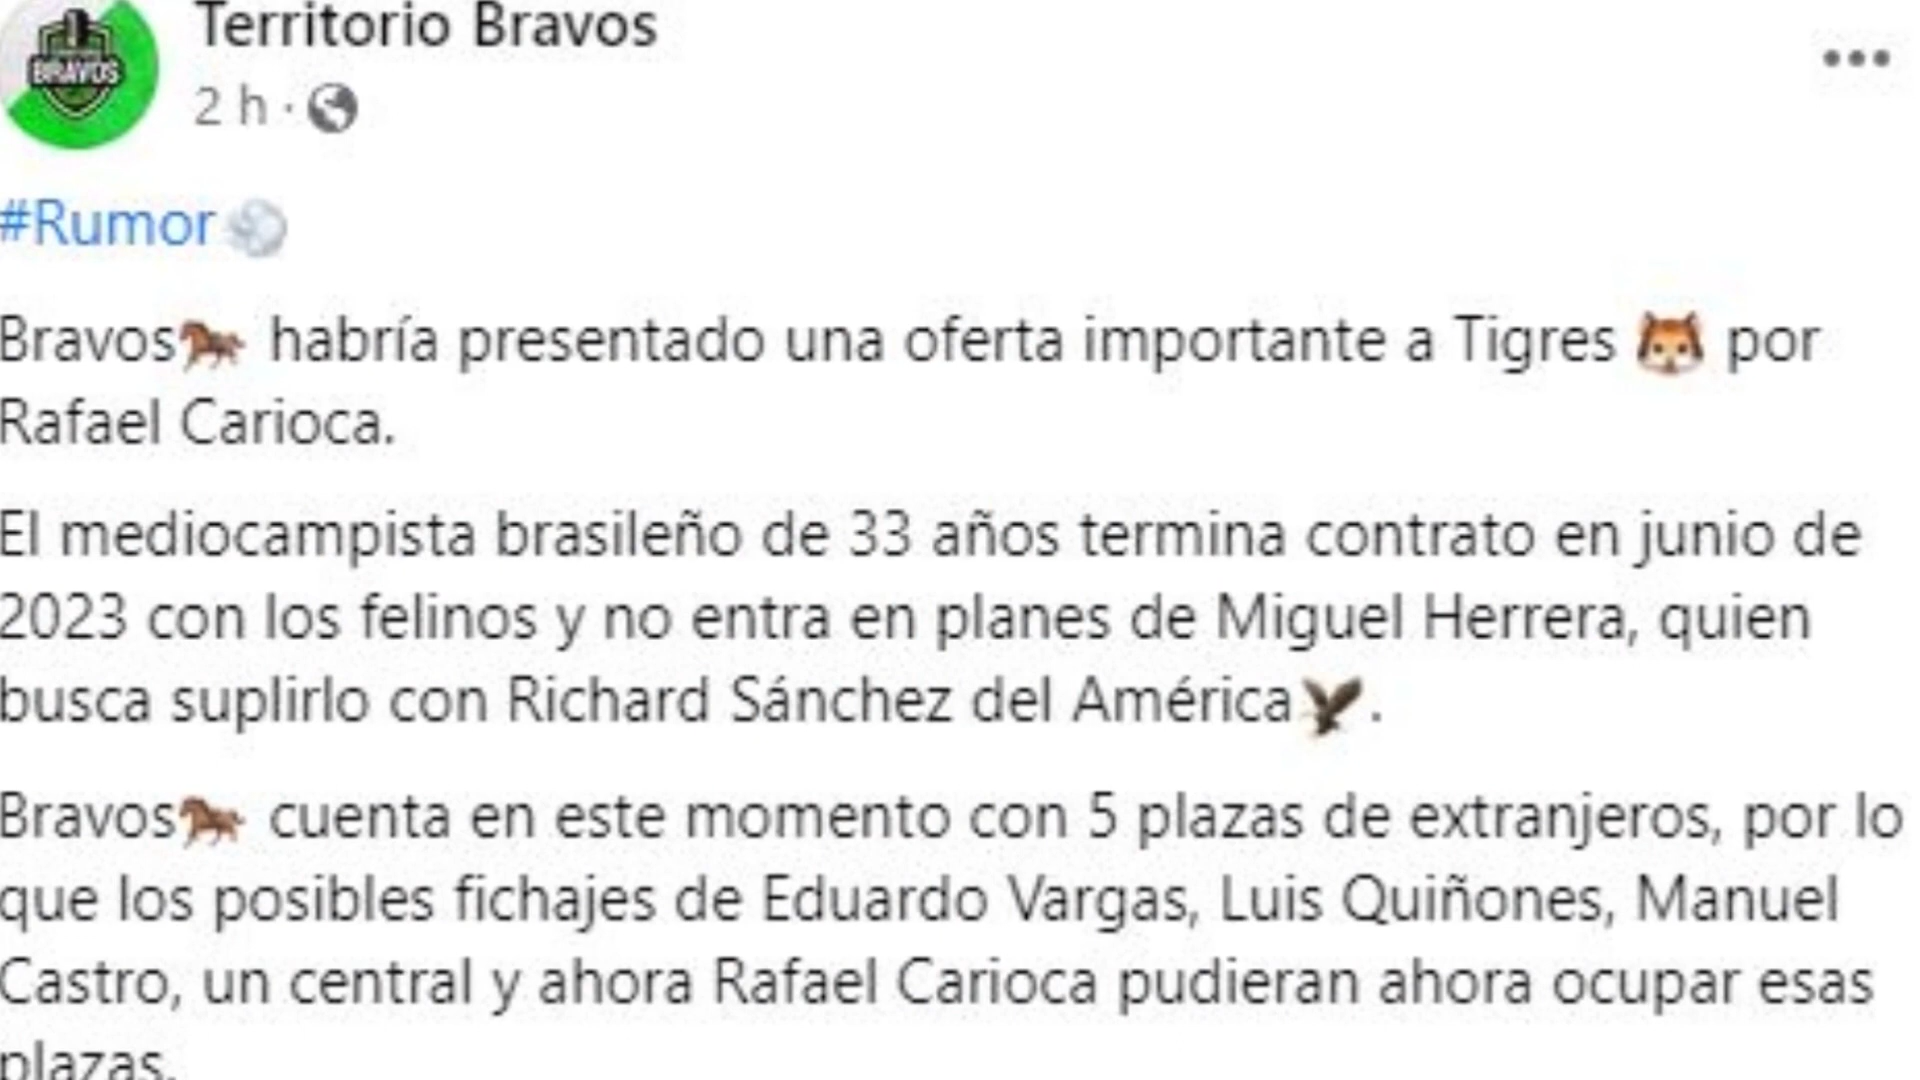 Territorio Bravos
2 h ·
BRAVOS
#Rumor💨
Bravos🐎 habría presentado una oferta importante a Tigres 🐯 por
Rafael Carioca.
El mediocampista brasileño de 33 años termina contrato en junio de
2023 con los felinos y no entra en planes de Miguel Herrera, quien
busca suplirlo con Richard Sánchez del América🦅.
Bravos🐎 cuenta en este momento con 5 plazas de extranjeros, por lo
que los posibles fichajes de Eduardo Vargas, Luis Quiñones, Manuel
Castro, un central y ahora Rafael Carioca pudieran ahora ocupar esas
plazas.